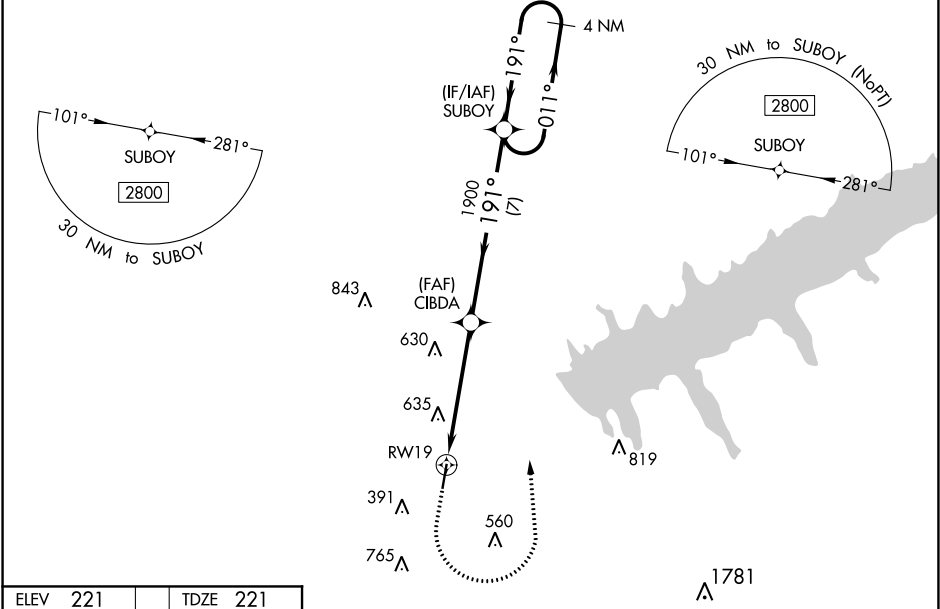 4 NM
191°
011°
(IF/IAF)
SUBOY
30 NM to SUBOY (NoPT)
2800
SUBOY
101°
281°
101°
281°
SUBOY
2800
30 NM to SUBOY
1900
191°
(7)
843
(FAF)
CIBDA
630
635
RW19
819
391
560
765
1781
ELEV 221 TDZE 221